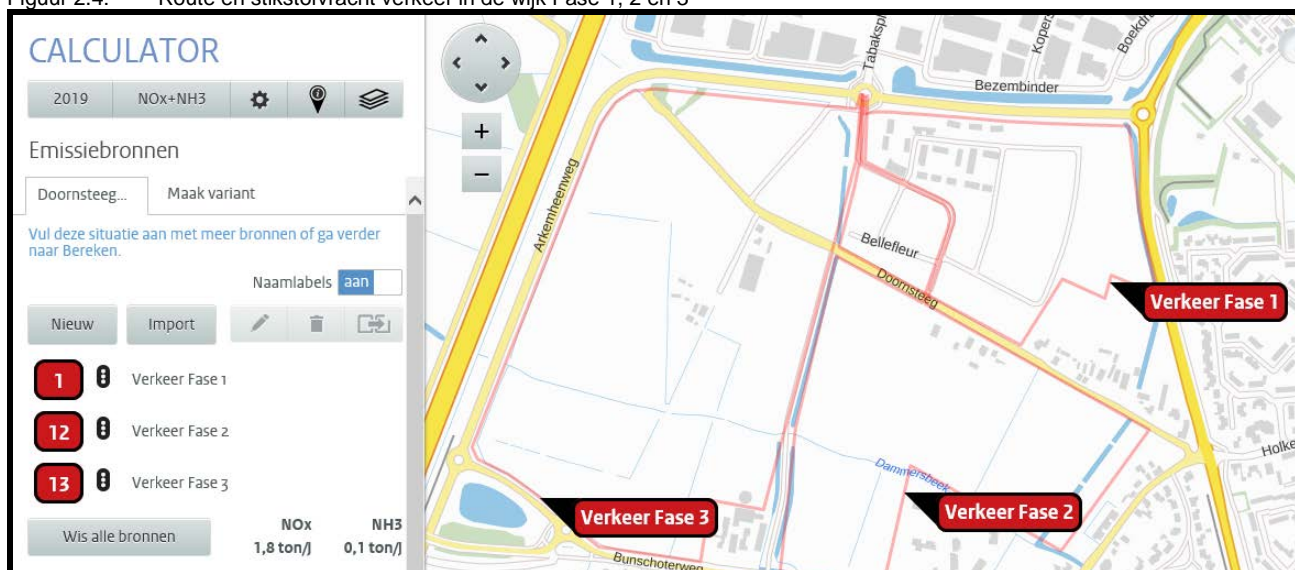 Figuur 2.4. Route en stikstofvracht verkeer in de wijk Fase 1, 2 en 3
CALCULATOR
2019 NOx+NH3
Emissiebronnen
Doornsteeg... Maak variant
Vul deze situatie aan met meer bronnen of ga verder
naar Bereken.
Naamlabels aan
Nieuw Import
1 Verkeer Fase 1
12 Verkeer Fase 2
13 Verkeer Fase 3
Wis alle bronnen
NOx NH3
1,8 ton/j 0,1 ton/j
Tabakspl
Kopers
Boekdr
Bezembinder
Arkemheenweg
Bellefleur
Doornsteeg
Verkeer Fase 1
Holke
Dammersbeek
Verkeer Fase 3
Verkeer Fase 2
Bunschoterweg